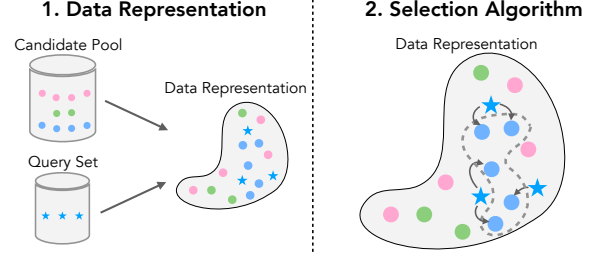 1. Data Representation
Candidate Pool
Data Representation
Query Set
2. Selection Algorithm
Data Representation